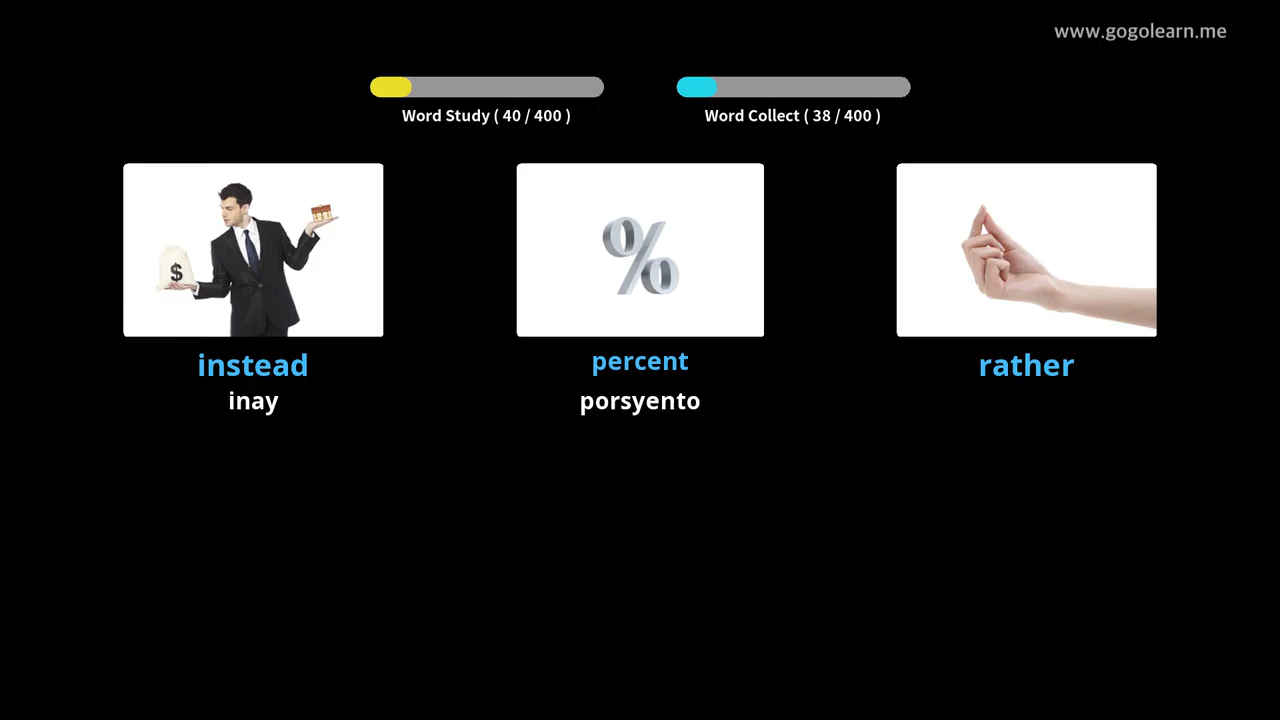 www.gogolearn.me
Word Study ( 40 / 400 )
Word Collect ( 38 / 400 )
$
%
instead
percent
rather
inay
porsyento